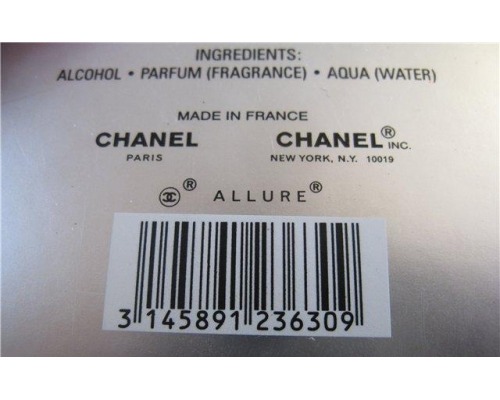 INGREDIENTS:
ALCOHOL • PARFUM (FRAGRANCE) • AQUA (WATER)
MADE IN FRANCE
CHANEL CHANEL® INC.
PARIS NEW YORK, N.Y. 10019
® ALLURE®
3 145891 236309